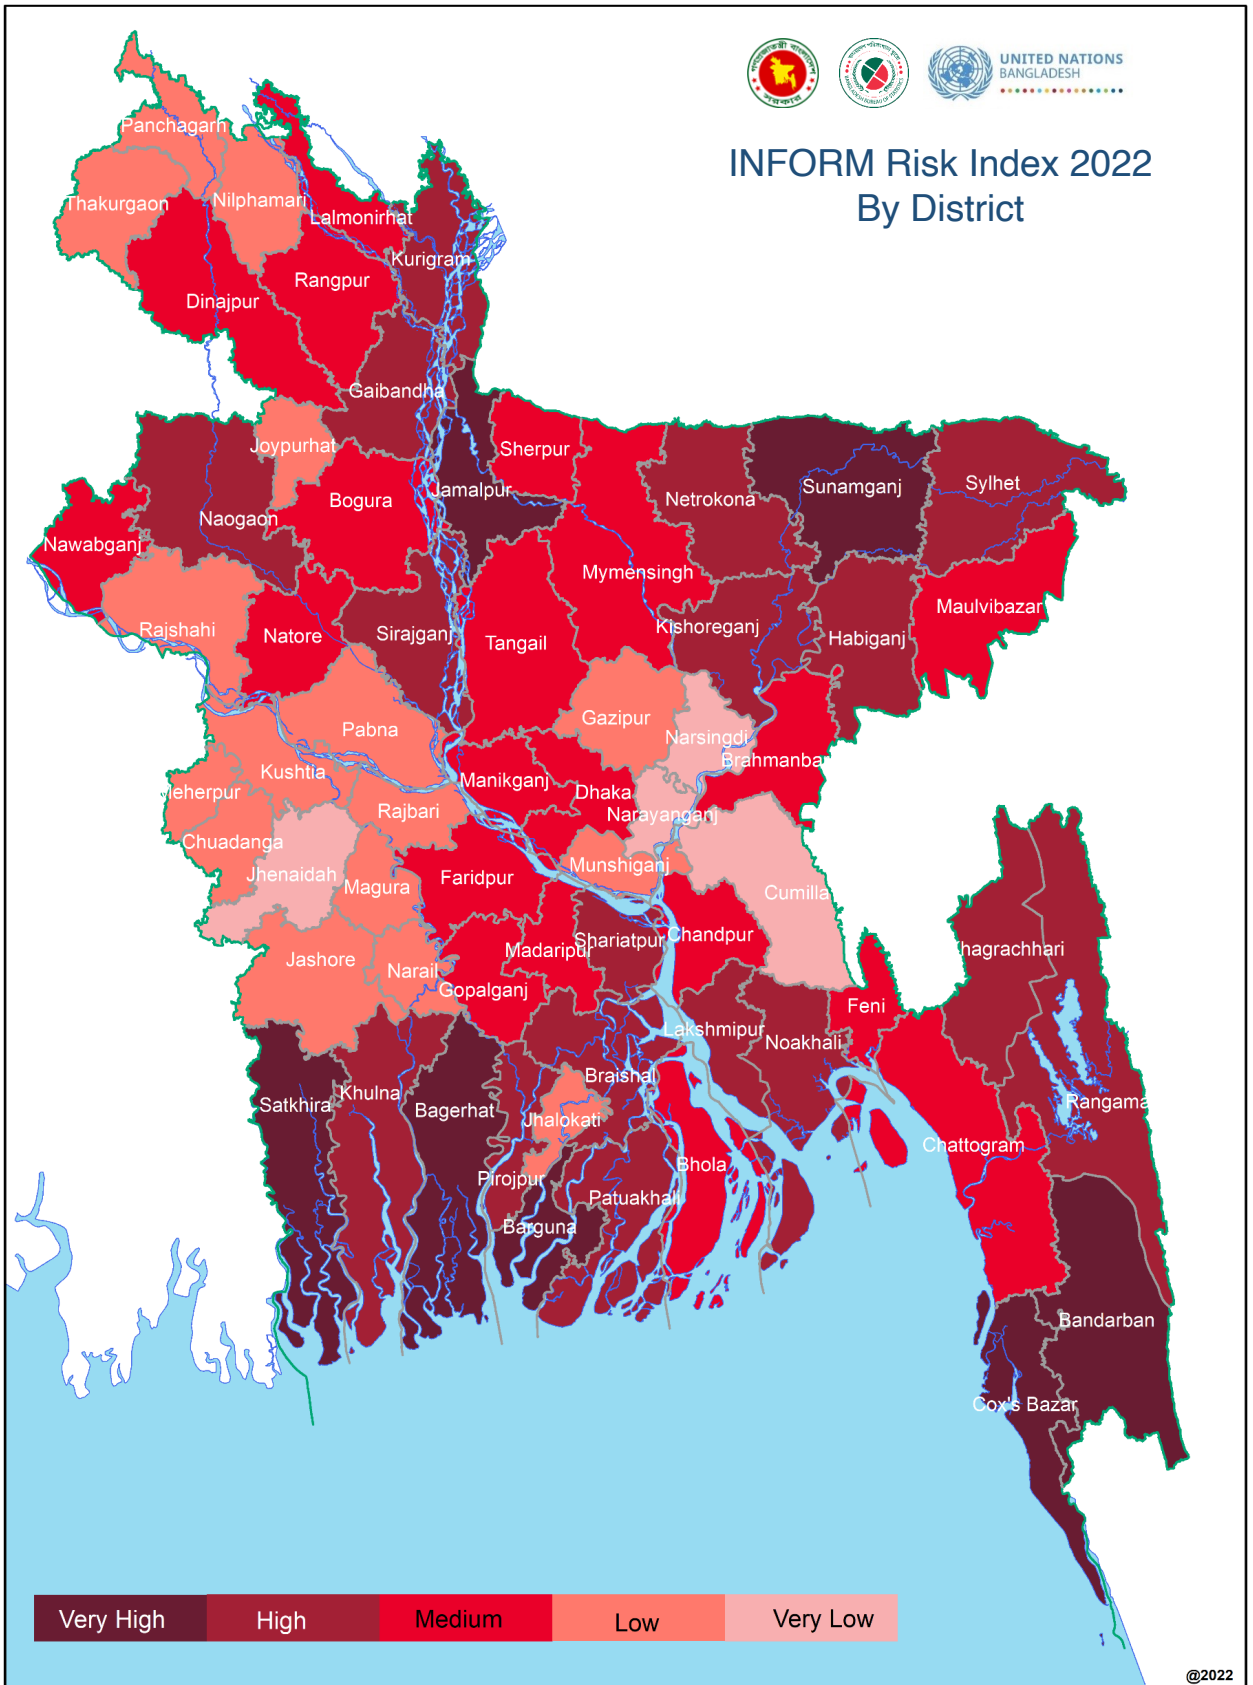 UNITED NATIONS
BANGLADESH
INFORM Risk Index 2022
By District
Panchagarh
Thakurgaon
Nilphamari
Lalmonirhat
Kurigram
Rangpur
Dinajpur
Gaibandha
Joypurhat
Sherpur
Bogura
Jamalpur
Netrokona
Sunamganj
Sylhet
Naogaon
Nawabganj
Mymensingh
Maulvibazar
Rajshahi
Natore
Sirajganj
Tangail
Kishoreganj
Habiganj
Gazipur
Pabna
Narsingdi
Brahmanbar
Kushtia
Manikganj
Dhaka
Meherpur
Rajbari
Narayanganj
Chuadanga
Munshiganj
Jhenaidah
Magura
Faridpur
Cumilla
Shariatpur
Chandpur
Madaripur
hagrachhari
Jashore
Narail
Gopalganj
Feni
Lakshmipur
Noakhali
Braishal
Khulna
Satkhira
Bagerhat
Jhalokati
Rangama
Chattogram
Bhola
Pirojpur
Patuakhali
Barguna
Bandarban
Cox's Bazar
Very High
High
Medium
Low
Very Low
@2022